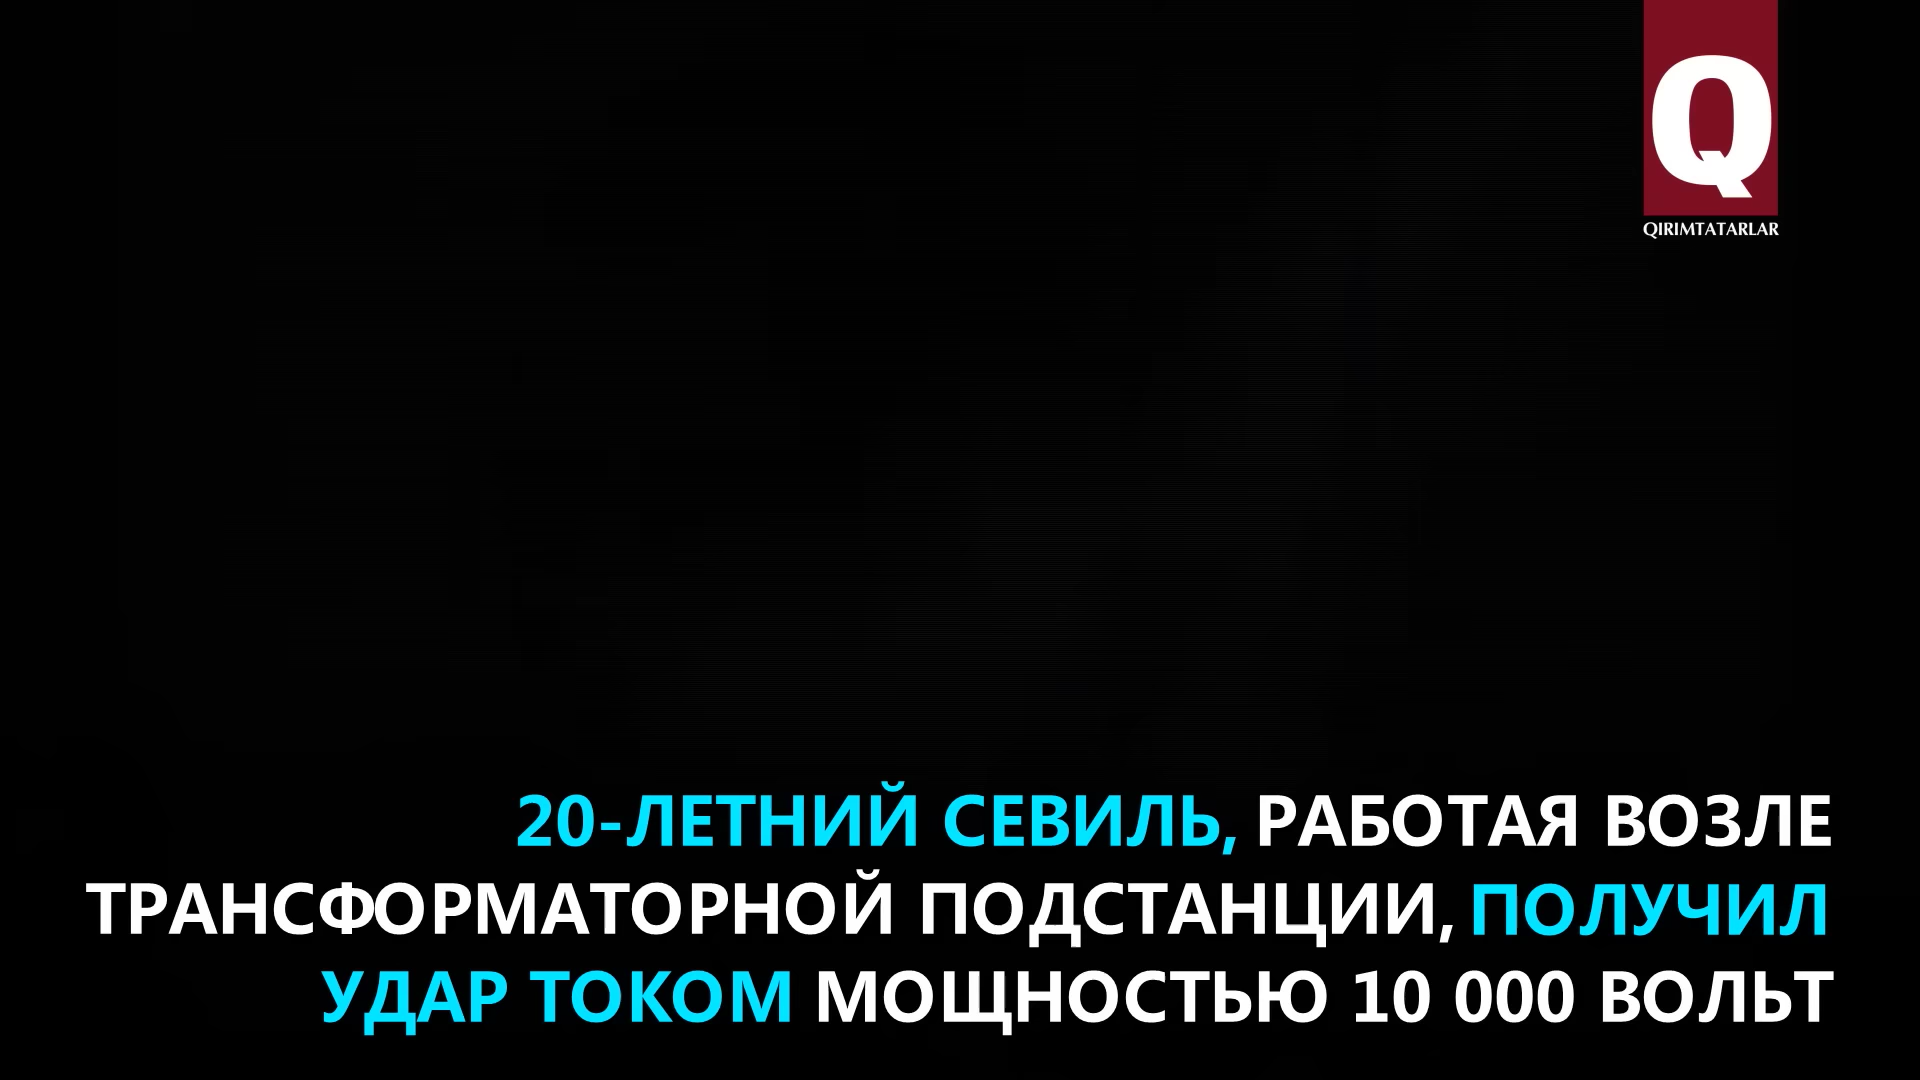 Q
QIRIMTATARLAR
20-ЛЕТНИЙ СЕВИЛЬ, РАБОТАЯ ВОЗЛЕ
ТРАНСФОРМАТОРНОЙ ПОДСТАНЦИИ, ПОЛУЧИЛ
УДАР ТОКОМ МОЩНОСТЬЮ 10 000 ВОЛЬТ